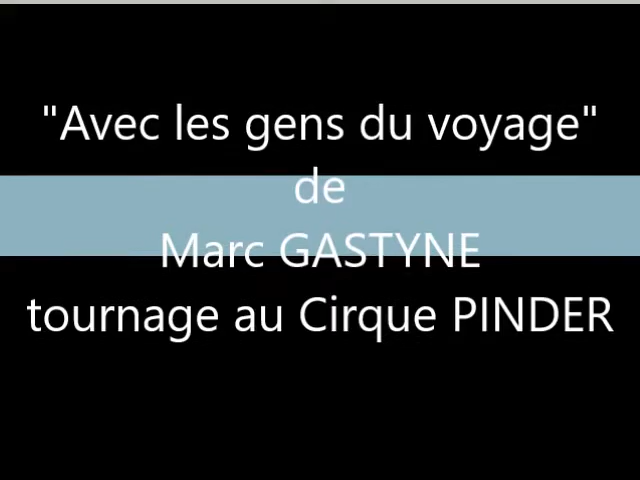 "Avec les gens du voyage"
de
Marc GASTYNE
tournage au Cirque PINDER